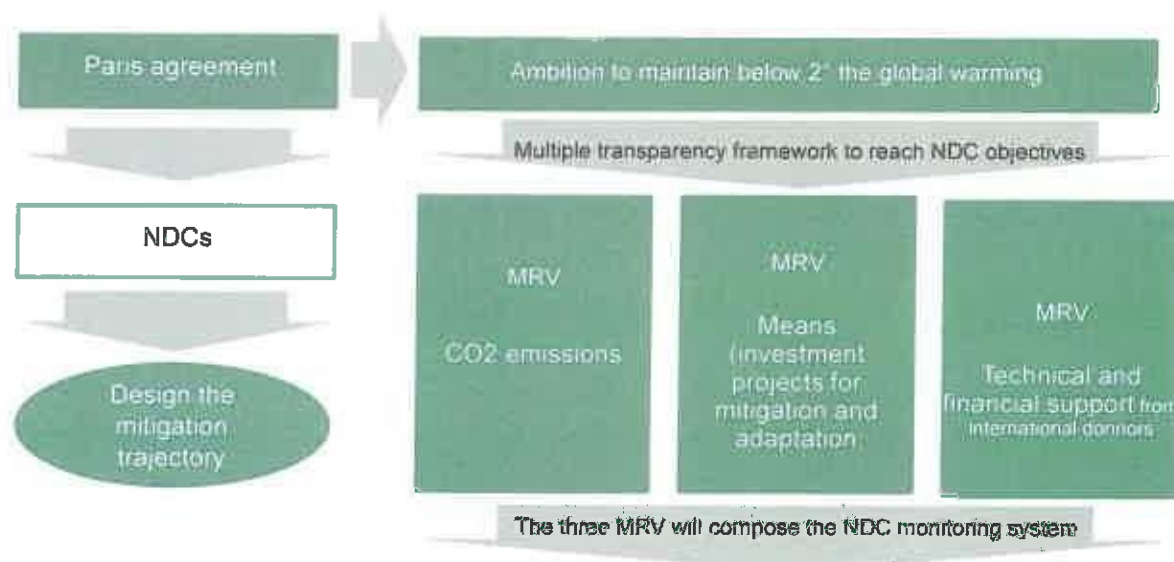 Paris agreement
Ambition to maintain below 2° the global warming
Multiple transparency framework to reach NDC objectives
NDCs
Design the
mitigation
trajectory
MRV
CO2 emissions
MRV
Means
(investment
projects for
mitigation and
adaptation
MRV
Technical and
financial support from
international donnors
The three MRV will compose the NDC monitoring system